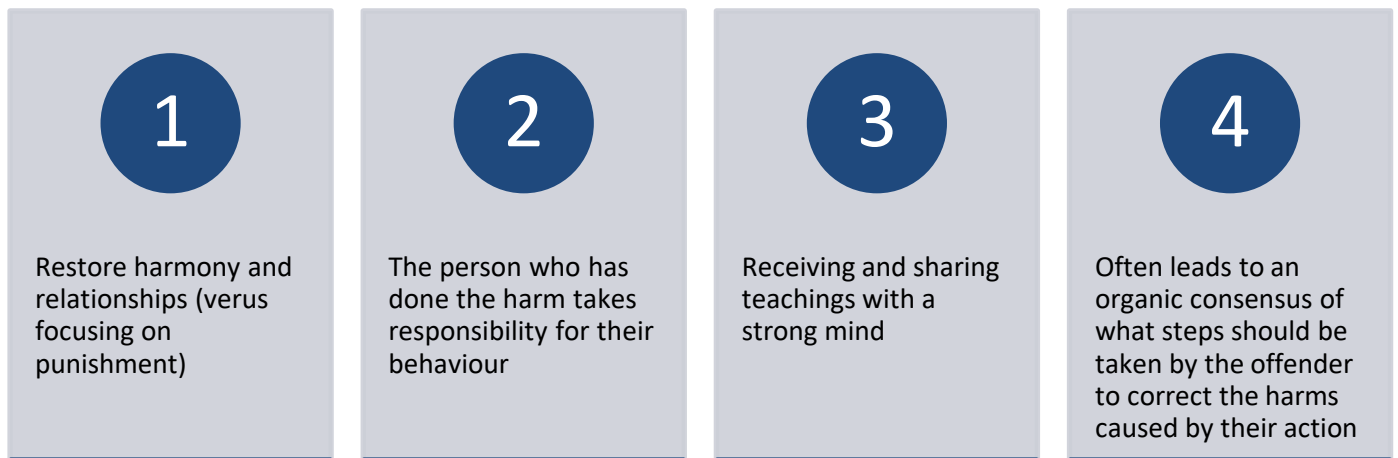 1
Restore harmony and
relationships (verus
focusing on
punishment)
2
The person who has
done the harm takes
responsibility for their
behaviour
3
Receiving and sharing
teachings with a
strong mind
4
Often leads to an
organic consensus of
what steps should be
taken by the offender
to correct the harms
caused by their action